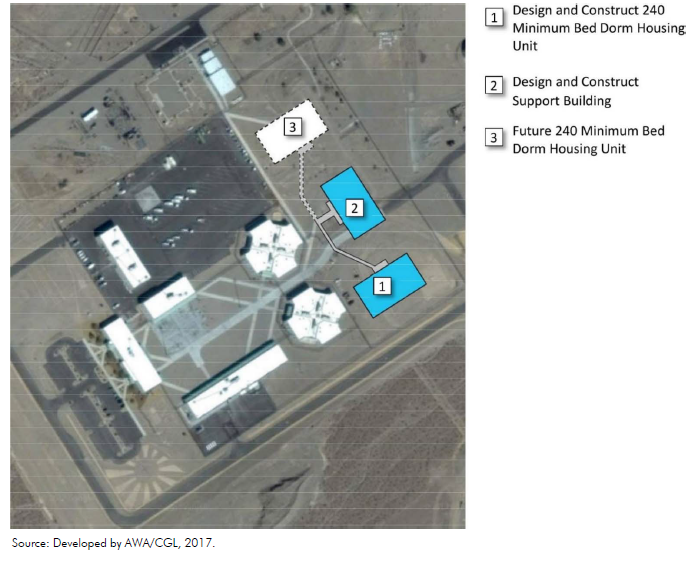 1 Design and Construct 240
Minimum Bed Dorm Housing
Unit
2 Design and Construct
Support Building
3 Future 240 Minimum Bed
Dorm Housing Unit
3
2
1
Source: Developed by AWA/CGL, 2017.